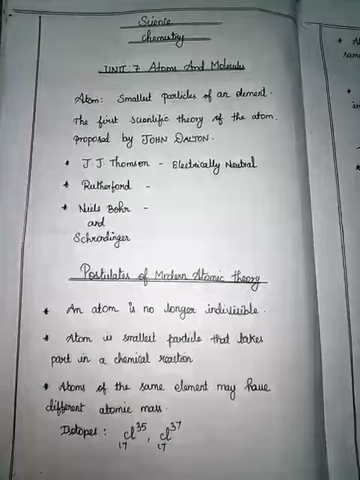 Science
Chemistry
UNIT: 7 Atoms And Molecules
Atom: Smallest particles of an element.
The first scientific theory of the atom.
proposed by JOHN DALTON.
* J. J. Thomson - Electrically Neutral
* Rutherford -
* Niels Bohr -
and
Schrodinger
Postulates of Modern Atomic theory
* An atom is no longer indivisible.
* Atom is smallest particle that takes
part in a chemical reaction
* Atoms of the same element may have
different atomic mass.
Isotopes: ₁₇Cl³⁵, ₁₇Cl³⁷